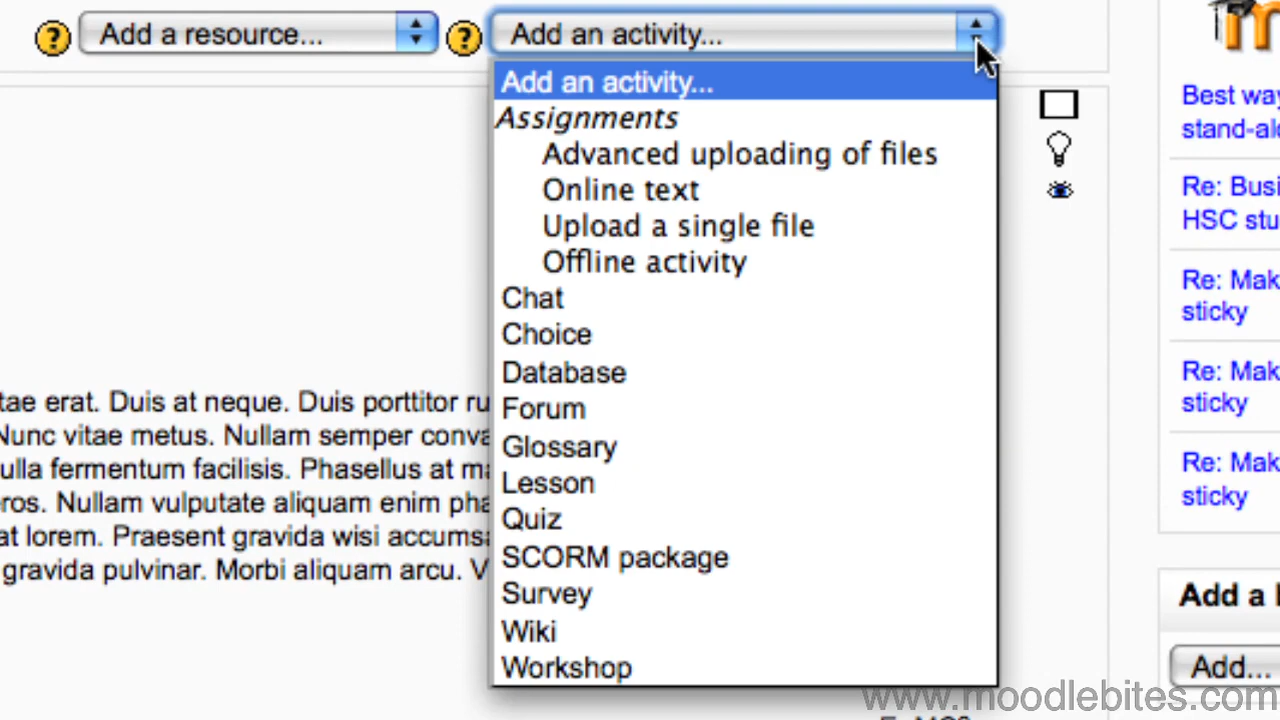 ? Add a resource... ? Add an activity...
Add an activity...
Assignments
Advanced uploading of files
Online text
Upload a single file
Offline activity
Chat
Choice
Database
Forum
Glossary
Lesson
Quiz
SCORM package
Survey
Wiki
Workshop
tae erat. Duis at neque. Duis porttitor ru
Nunc vitae metus. Nullam semper conva
ulla fermentum facilisis. Phasellus at ma
ros. Nullam vulputate aliquam enim pha
at lorem. Praesent gravida wisi accumsa
gravida pulvinar. Morbi aliquam arcu. V
Best way
stand-alo
Re: Busi
HSC stu
Re: Mak
sticky
Re: Mak
sticky
Re: Mak
sticky
Add a
Add...
www.moodlebites.com